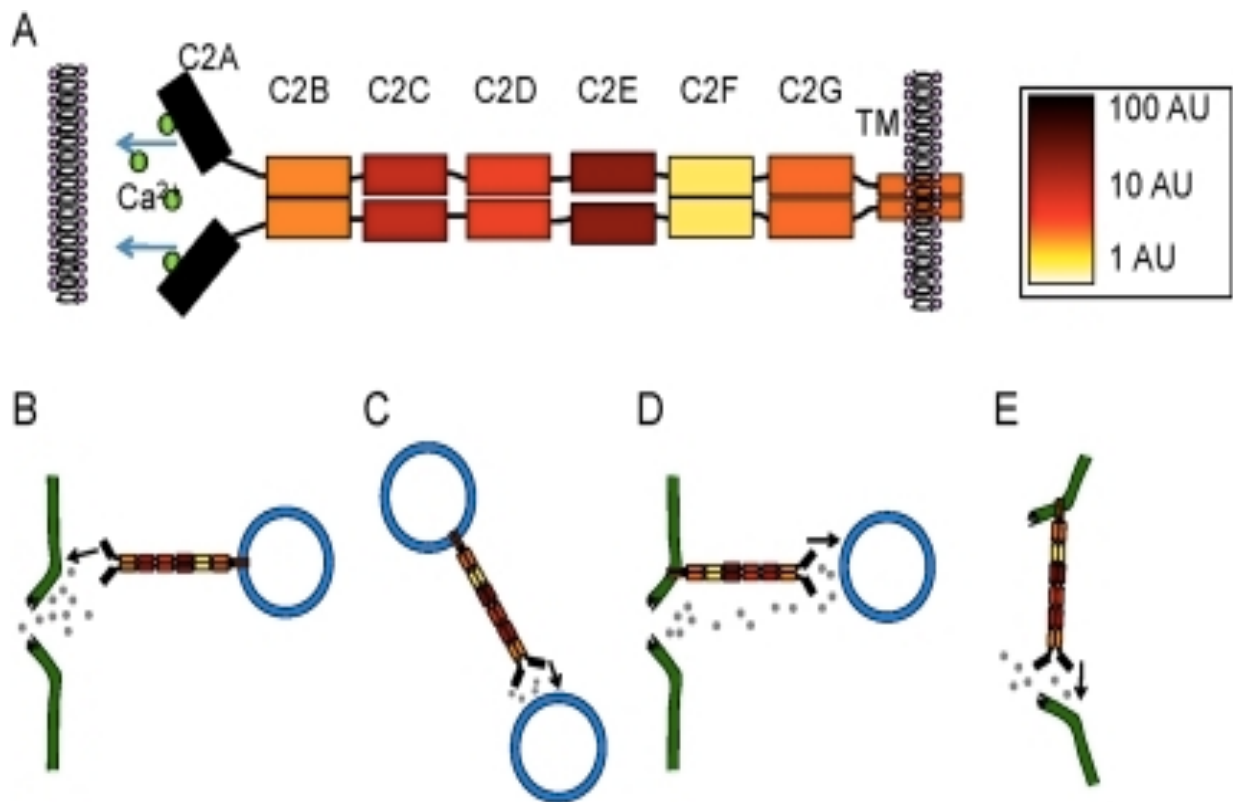 A
C2A
C2B C2C C2D C2E C2F C2G
TM
Ca²⁺
100 AU
10 AU
1 AU
B C D E